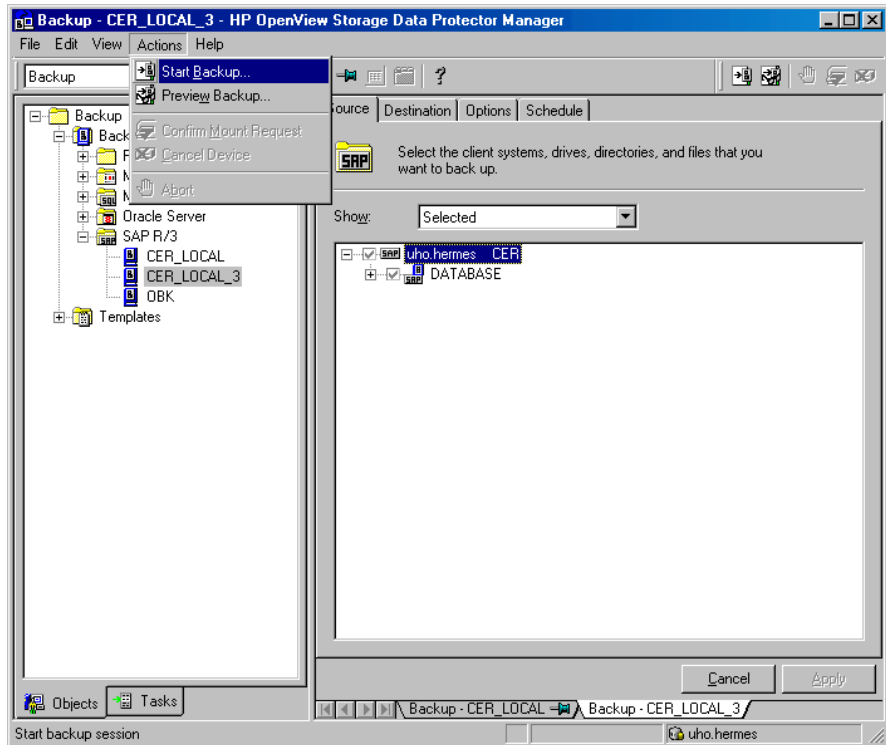 Backup - CER_LOCAL_3 - HP OpenView Storage Data Protector Manager
File Edit View Actions Help
Backup
Start Backup...
Preview Backup...
Confirm Mount Request
Cancel Device
Abort
Source Destination Options Schedule
Select the client systems, drives, directories, and files that you
want to back up.
Show: Selected
uho.hermes CER
DATABASE
Backup
Back
F
M
M
Oracle Server
SAP R/3
CER_LOCAL
CER_LOCAL_3
OBK
Templates
Cancel Apply
Objects Tasks
Backup - CER_LOCAL Backup - CER_LOCAL_3
Start backup session
uho.hermes